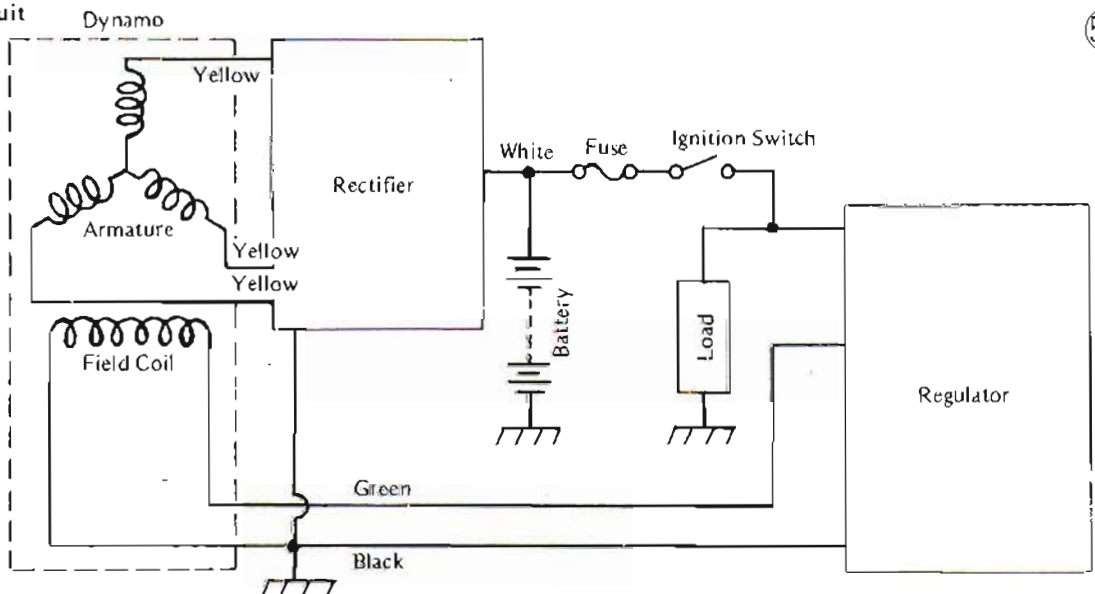 uit
Dynamo
Yellow
Rectifier
White
Fuse
Ignition Switch
Armature
Yellow
Yellow
Battery
Load
Field Coil
Regulator
Green
Black